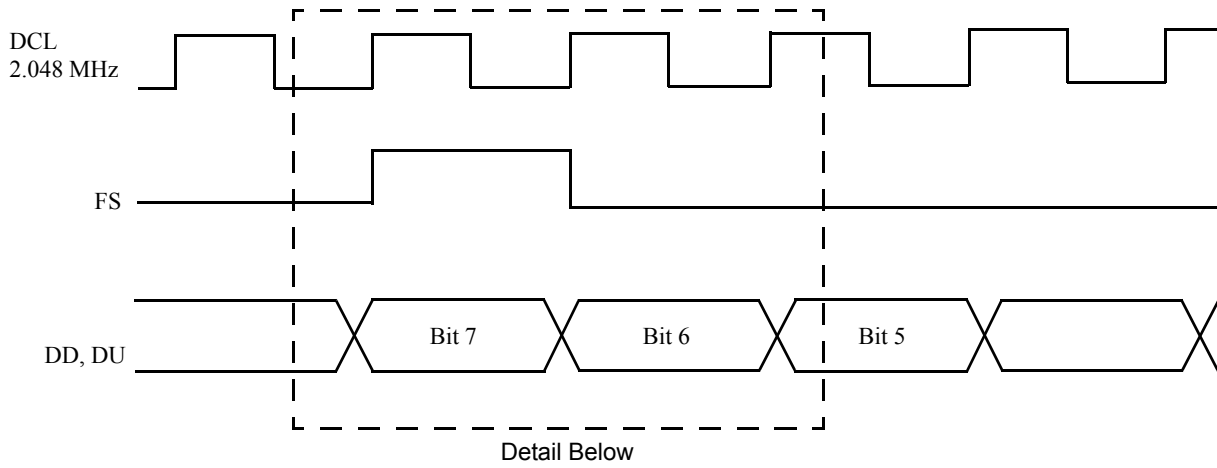 DCL
2.048 MHz
FS
DD, DU
Bit 7
Bit 6
Bit 5
Detail Below